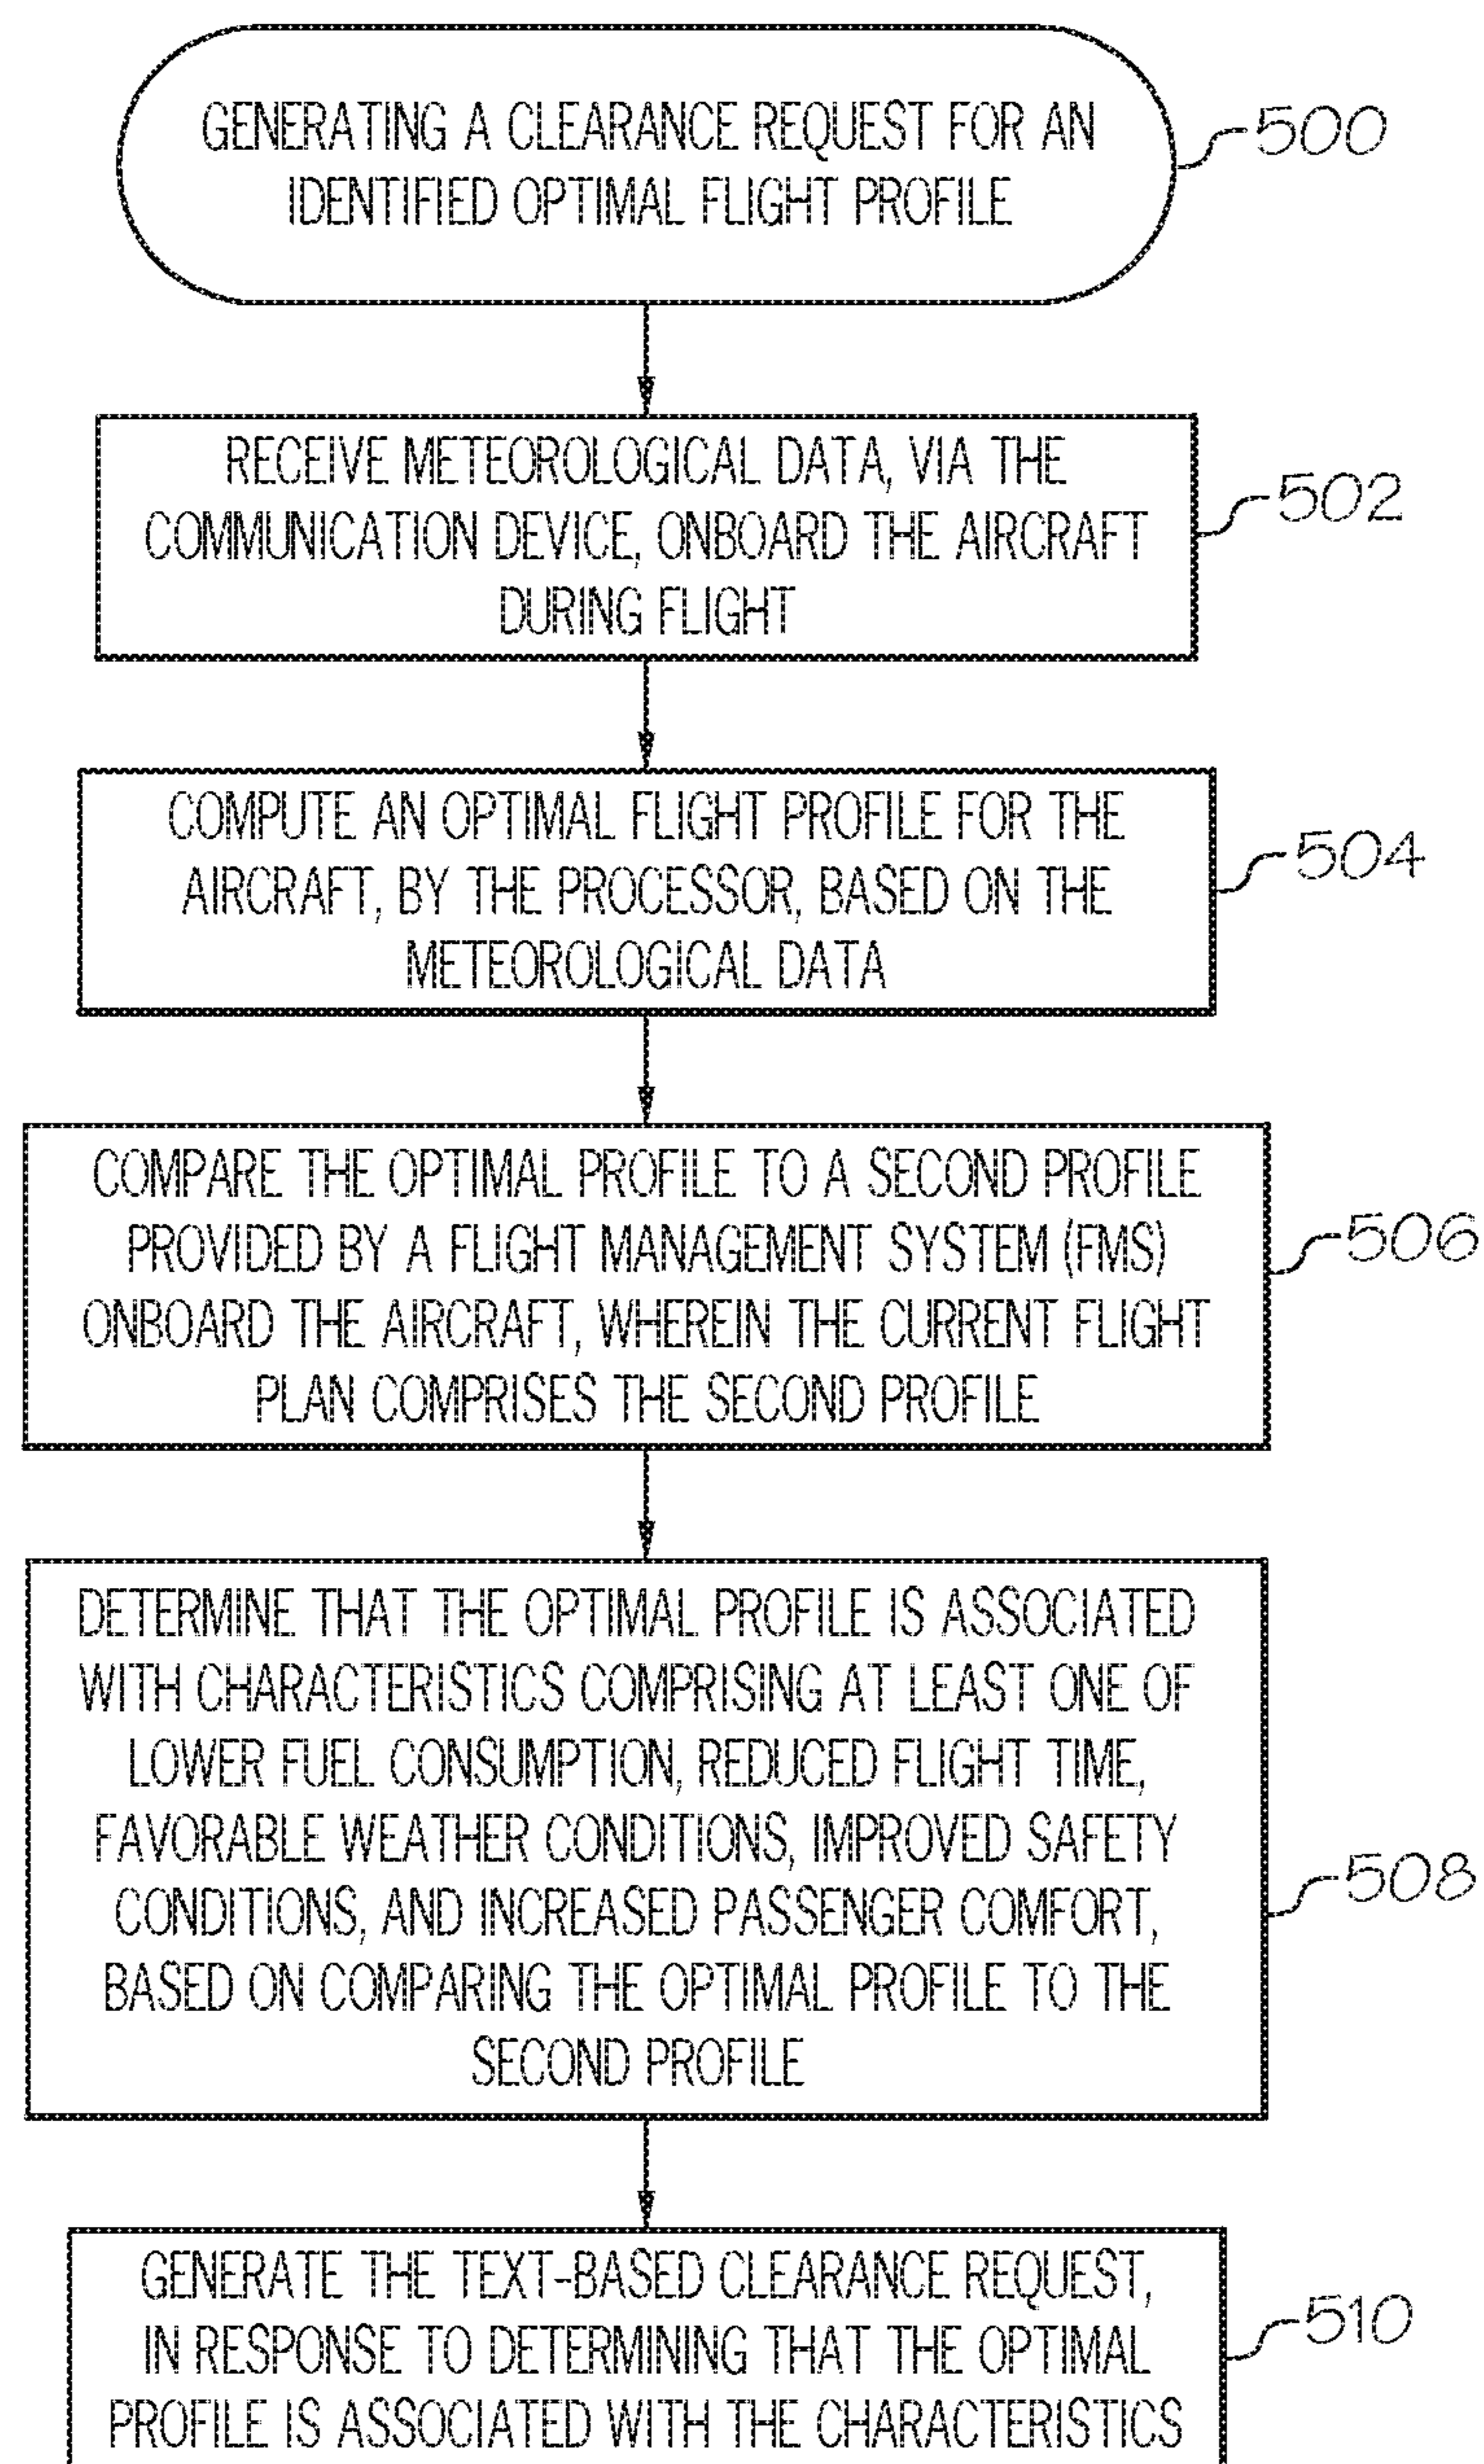 GENERATING A CLEARANCE REQUEST FOR AN
IDENTIFIED OPTIMAL FLIGHT PROFILE
500
RECEIVE METEOROLOGICAL DATA, VIA THE
COMMUNICATION DEVICE, ONBOARD THE AIRCRAFT
DURING FLIGHT
502
COMPUTE AN OPTIMAL FLIGHT PROFILE FOR THE
AIRCRAFT, BY THE PROCESSOR, BASED ON THE
METEOROLOGICAL DATA
504
COMPARE THE OPTIMAL PROFILE TO A SECOND PROFILE
PROVIDED BY A FLIGHT MANAGEMENT SYSTEM (FMS)
ONBOARD THE AIRCRAFT, WHEREIN THE CURRENT FLIGHT
PLAN COMPRISES THE SECOND PROFILE
506
DETERMINE THAT THE OPTIMAL PROFILE IS ASSOCIATED
WITH CHARACTERISTICS COMPRISING AT LEAST ONE OF
LOWER FUEL CONSUMPTION, REDUCED FLIGHT TIME,
FAVORABLE WEATHER CONDITIONS, IMPROVED SAFETY
CONDITIONS, AND INCREASED PASSENGER COMFORT,
BASED ON COMPARING THE OPTIMAL PROFILE TO THE
SECOND PROFILE
508
GENERATE THE TEXT-BASED CLEARANCE REQUEST,
IN RESPONSE TO DETERMINING THAT THE OPTIMAL
PROFILE IS ASSOCIATED WITH THE CHARACTERISTICS
510